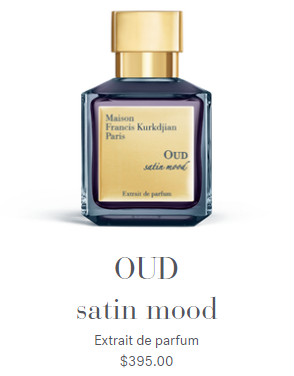 Maison
Francis Kurkdjian
Paris
OUD
satin mood
Extrait de parfum
OUD
satin mood
Extrait de parfum
$395.00